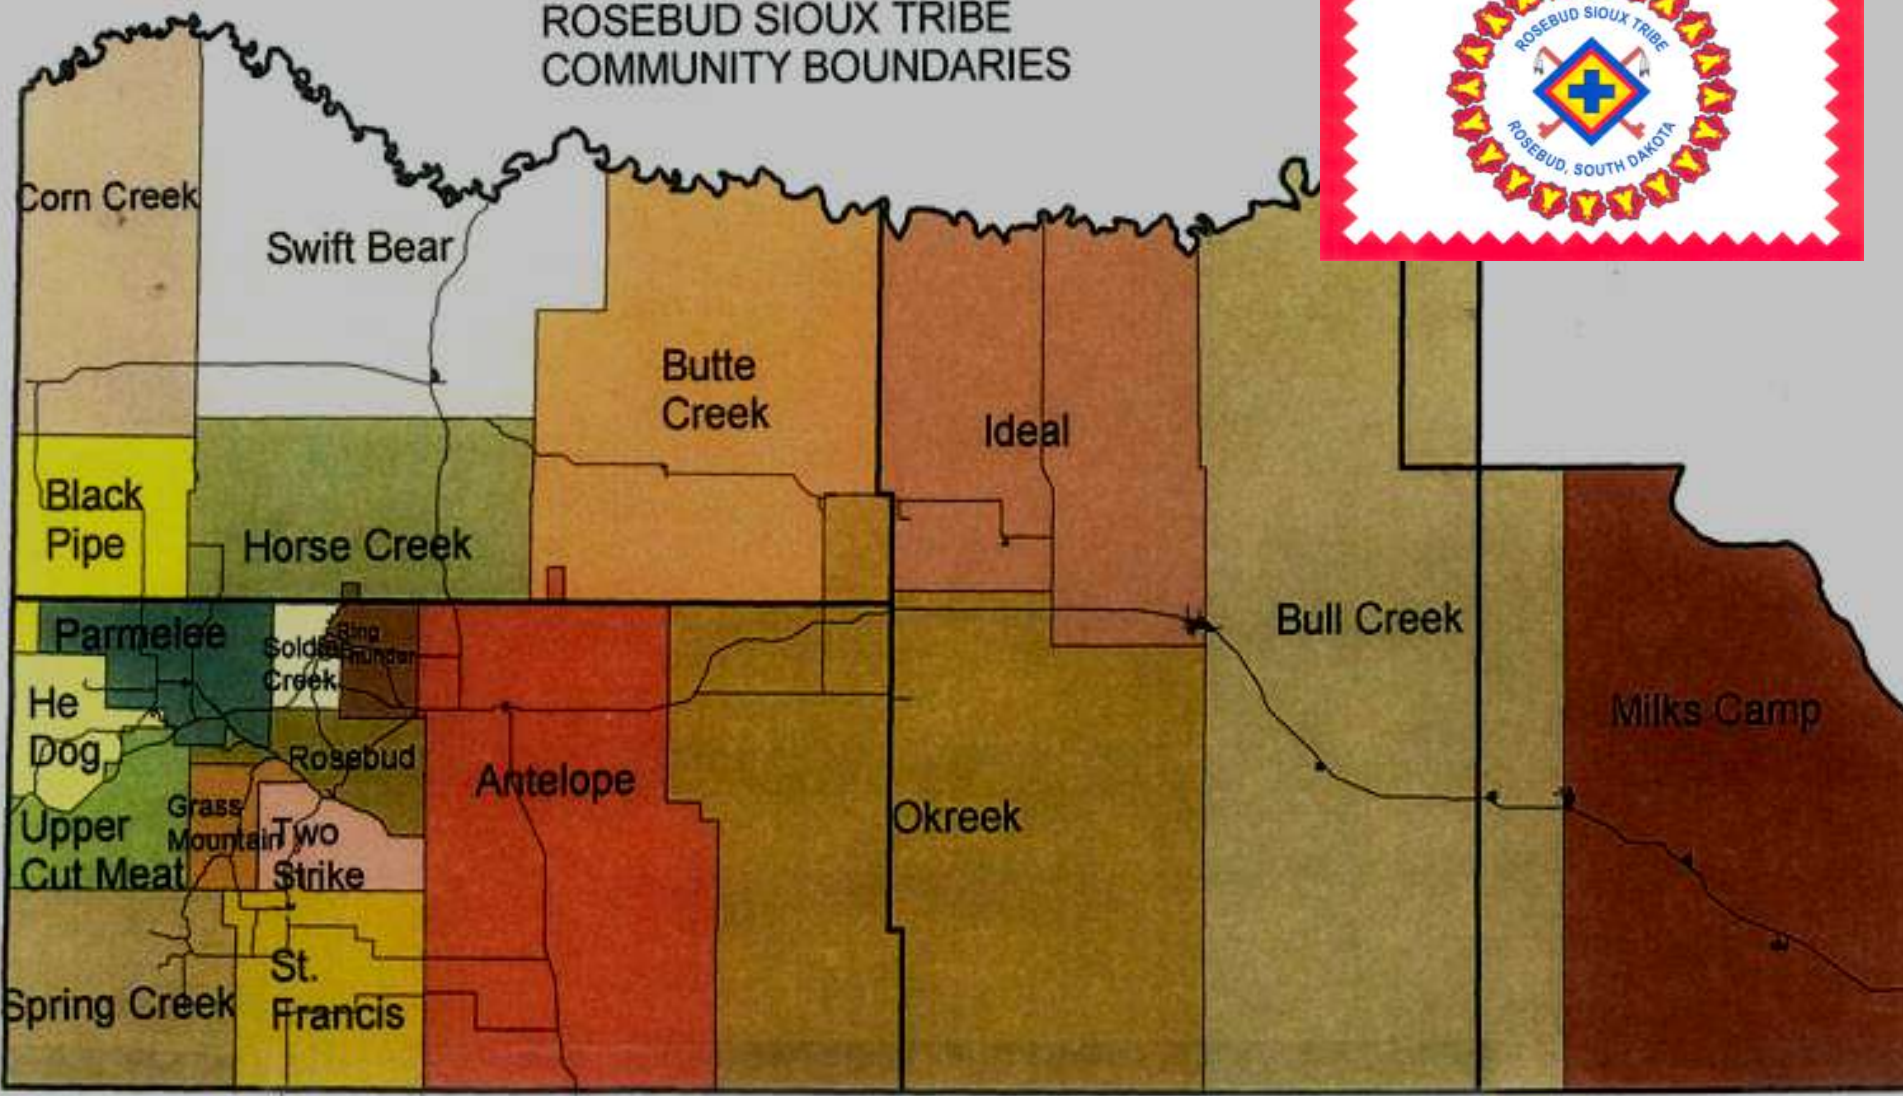 ROSEBUD SIOUX TRIBE
COMMUNITY BOUNDARIES
ROSEBUD SIOUX TRIBE
ROSEBUD, SOUTH DAKOTA
Corn Creek
Swift Bear
Butte
Creek
Ideal
Black
Pipe
Horse Creek
Bull Creek
Parmelee
Soldier
Creek
Ring
Thunder
He
Dog
Rosebud
Antelope
Milks Camp
Grass
Mountain
Upper
Cut Meat
Two
Strike
Okreek
St.
Francis
Spring Creek